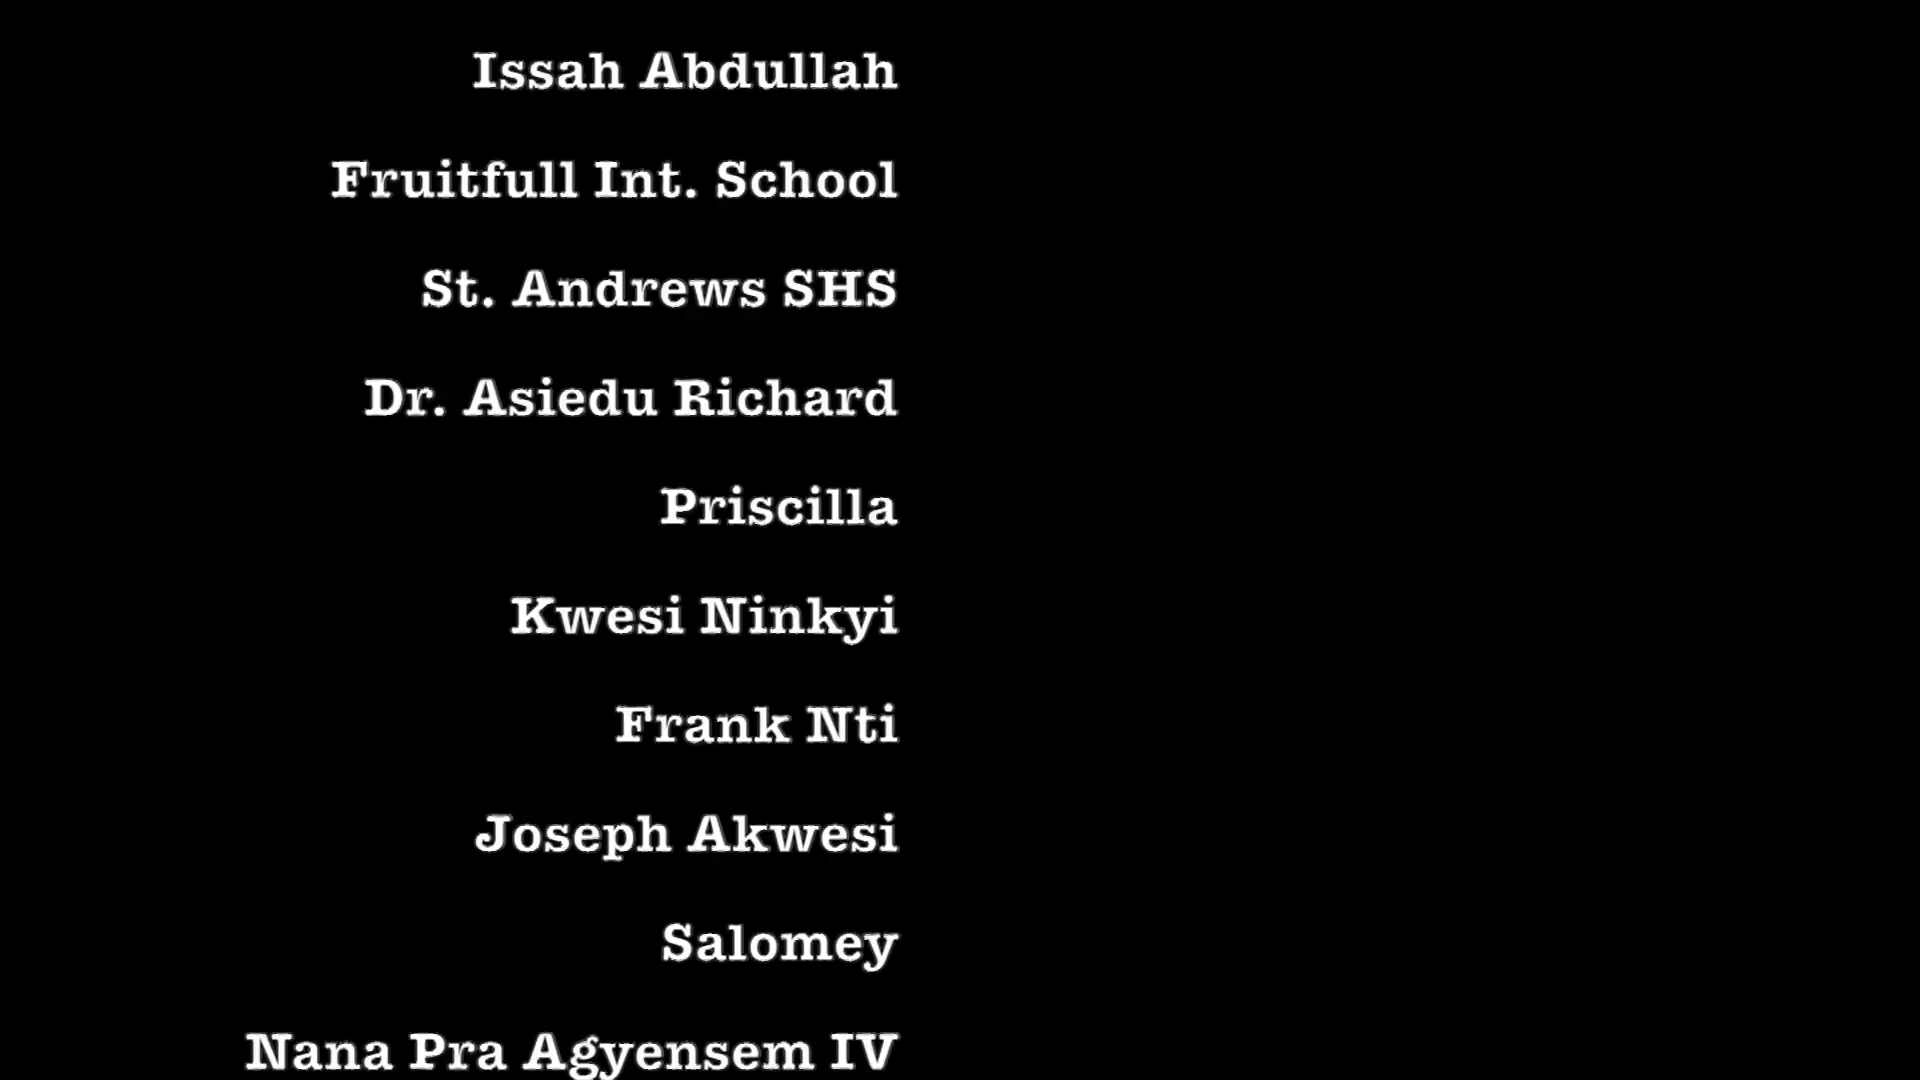 Issah Abdullah
Fruitfull Int. School
St. Andrews SHS
Dr. Asiedu Richard
Priscilla
Kwesi Ninkyi
Frank Nti
Joseph Akwesi
Salomey
Nana Pra Agyensem IV